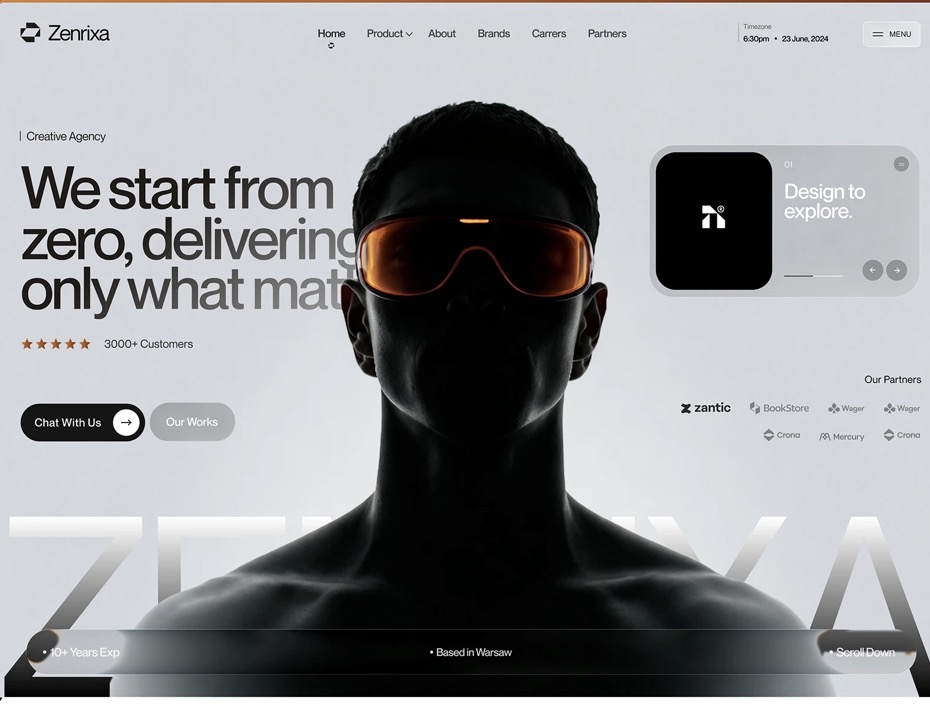 Zenrixa
Home
Product
About
Brands
Carrers
Partners
Timezone
6:30pm • 23 June, 2024
MENU
Creative Agency
We start from
zero, delivering
only what mat
3000+ Customers
Chat With Us
Our Works
01
Design to
explore.
Our Partners
zantic
BookStore
Wager
Wager
Crona
Mercury
Crona
• 10+ Years Exp
• Based in Warsaw
• Scroll Down